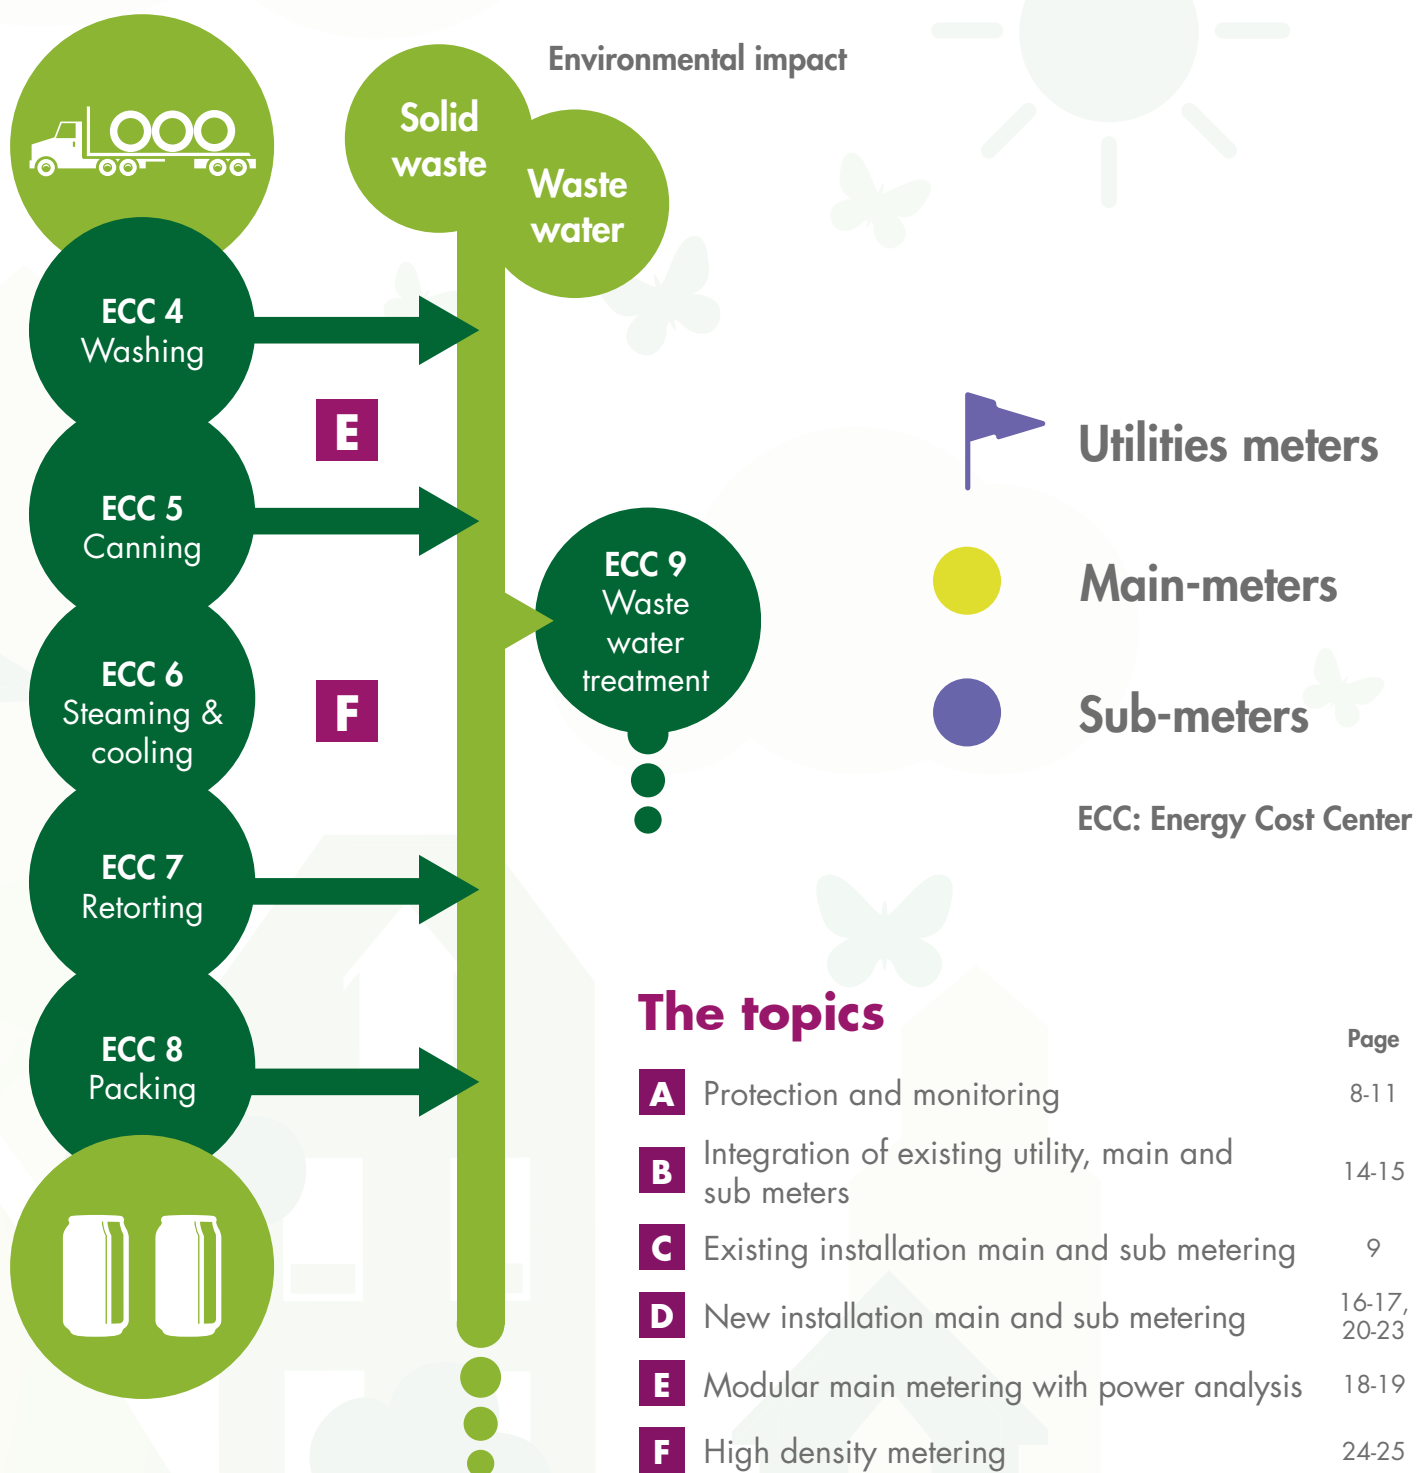 Environmental impact
Solid
waste
Waste
water
ECC 4
Washing
E
ECC 5
Canning
ECC 6
Steaming &
cooling
F
ECC 7
Retorting
ECC 8
Packing
ECC 9
Waste
water
treatment
Utilities meters
Main-meters
Sub-meters
ECC: Energy Cost Center
The topics
Page
A Protection and monitoring 8-11
B Integration of existing utility, main and
sub meters 14-15
C Existing installation main and sub metering 9
D New installation main and sub metering 16-17,
20-23
E Modular main metering with power analysis 18-19
F High density metering 24-25